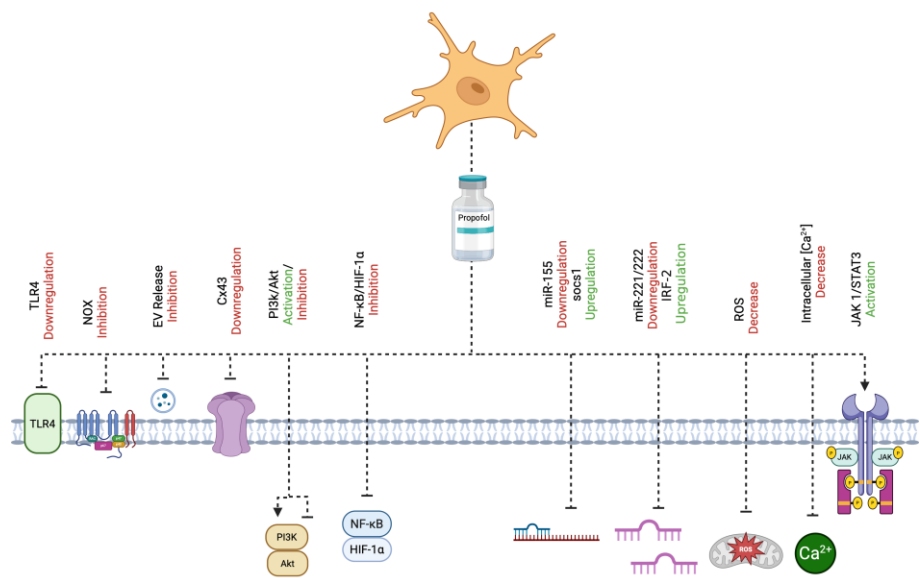 Propofol
TLR4
Downregulation
NOX
Inhibition
EV Release
Inhibition
Cx43
Downregulation
PI3k/Akt
Activation/
Inhibition
NF-κB/HIF-1α
Inhibition
miR-155
Downregulation
socs1
Upregulation
miR-221/222
Downregulation
IRF-2
Upregulation
ROS
Decrease
Intracellular [Ca²⁺]
Decrease
JAK 1/STAT3
Activation
TLR4
P
JAK
JAK
P
P
P
P
P
PI3K
Akt
NF-κB
HIF-1α
ROS
Ca²⁺